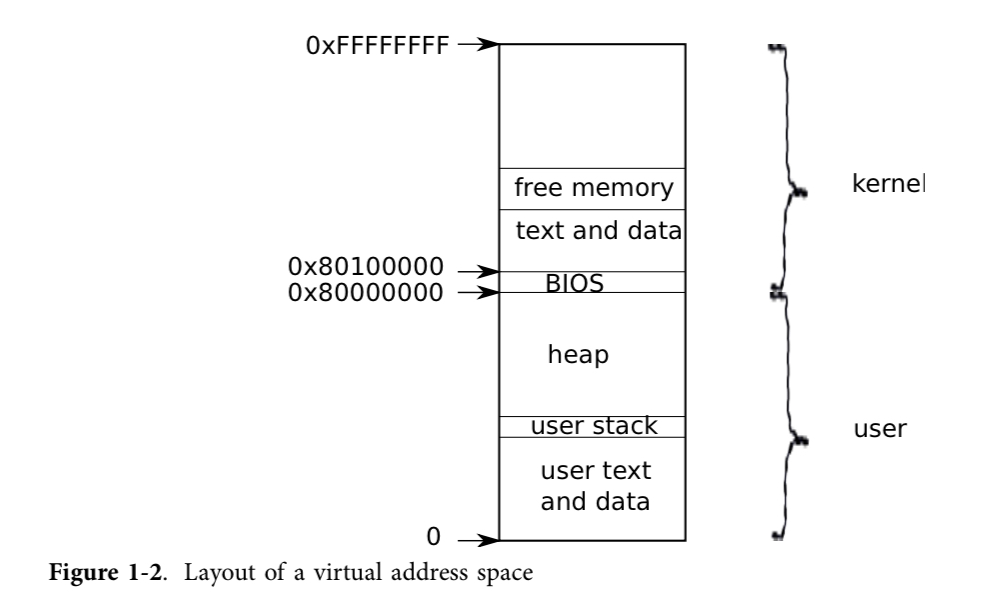 0xFFFFFFFF
free memory
kernel
text and data
0x80100000
BIOS
0x80000000
heap
user stack
user
user text
and data
0
Figure 1-2. Layout of a virtual address space